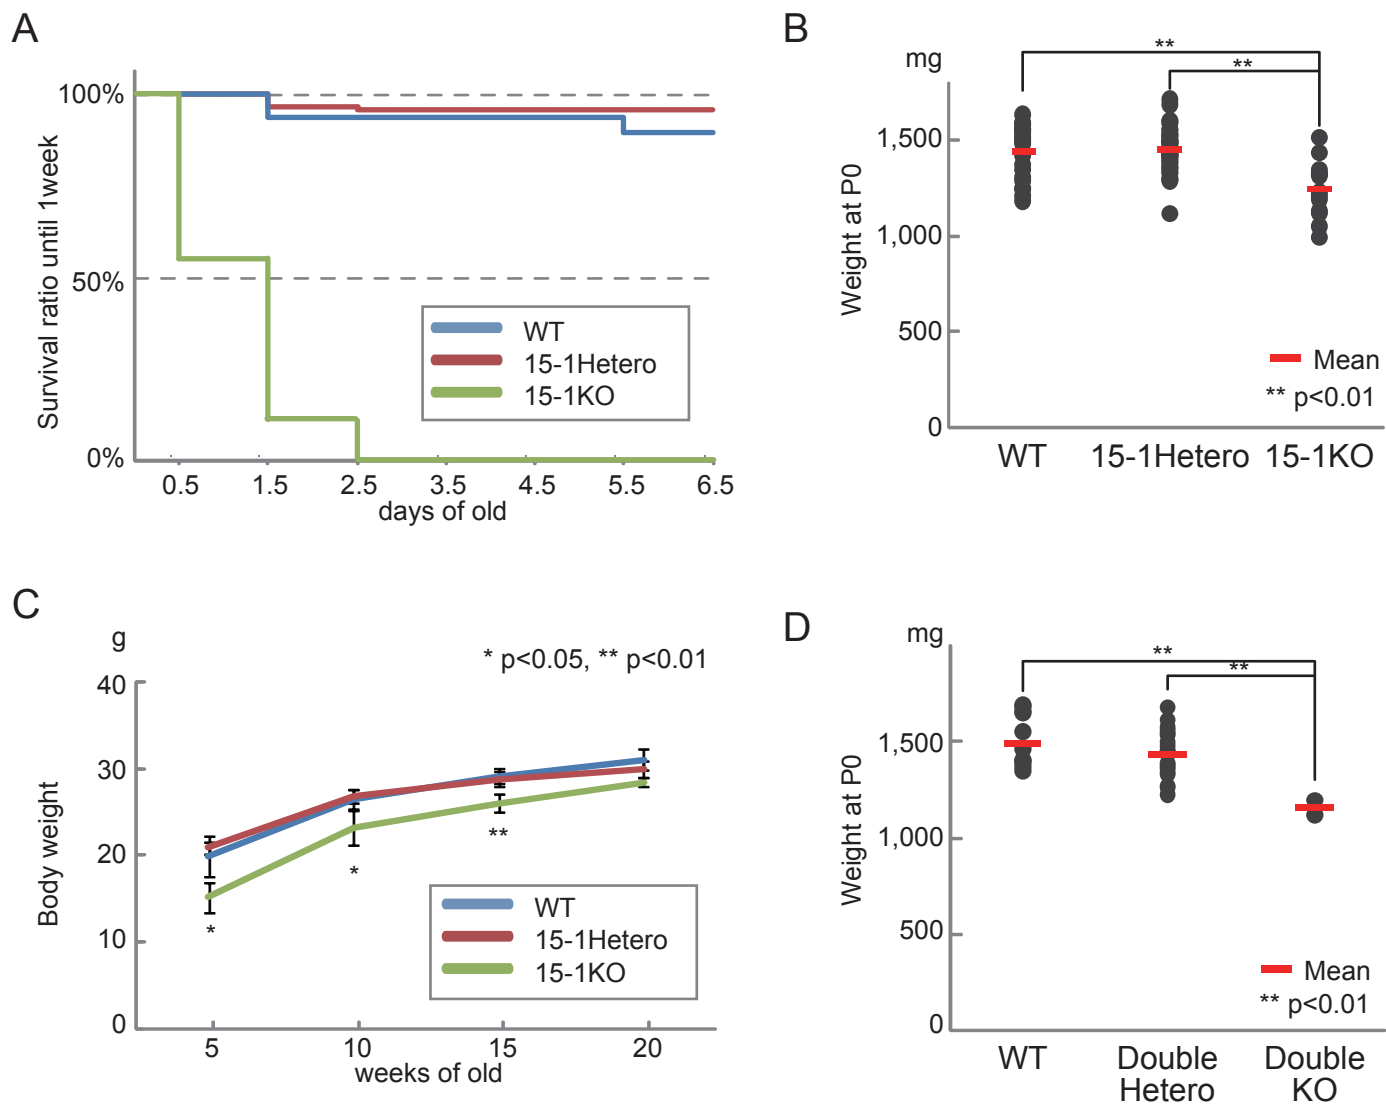 A
Survival ratio until 1week
100%
50%
0%
0.5 1.5 2.5 3.5 4.5 5.5 6.5
days of old
WT
15-1Hetero
15-1KO
B
mg
**
**
Weight at P0
1,500
1,000
500
0
Mean
** p<0.01
WT 15-1Hetero 15-1KO
C
g
* p<0.05, ** p<0.01
Body weight
40
30
20
10
0
*
*
**
WT
15-1Hetero
15-1KO
5 10 15 20
weeks of old
D
mg
**
**
Weight at P0
1,500
1,000
500
0
Mean
** p<0.01
WT Double Double
Hetero KO